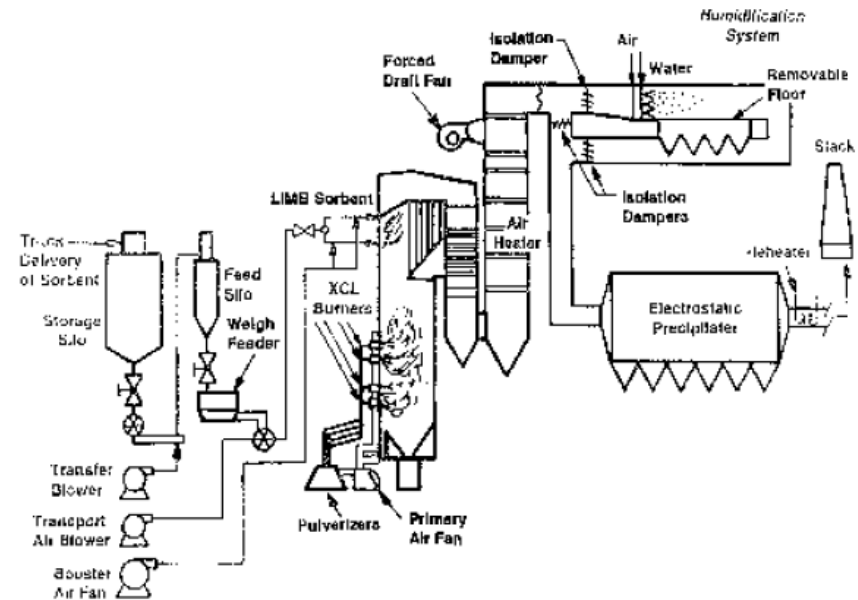 Humidification
System
Isolation
Damper
Air
Water
Removable
Floor
Forced
Draft Fan
Stack
LIMB Sorbent
Isolation
Dampers
Air
Heater
Truck
Delivery
of Sorbent
Feed
Silo
XCL
Burners
Reheater
Storage
Silo
Weigh
Feeder
Electrostatic
Precipitator
Transfer
Blower
Pulverizers
Primary
Air Fan
Transport
Air Blower
Booster
Air Fan